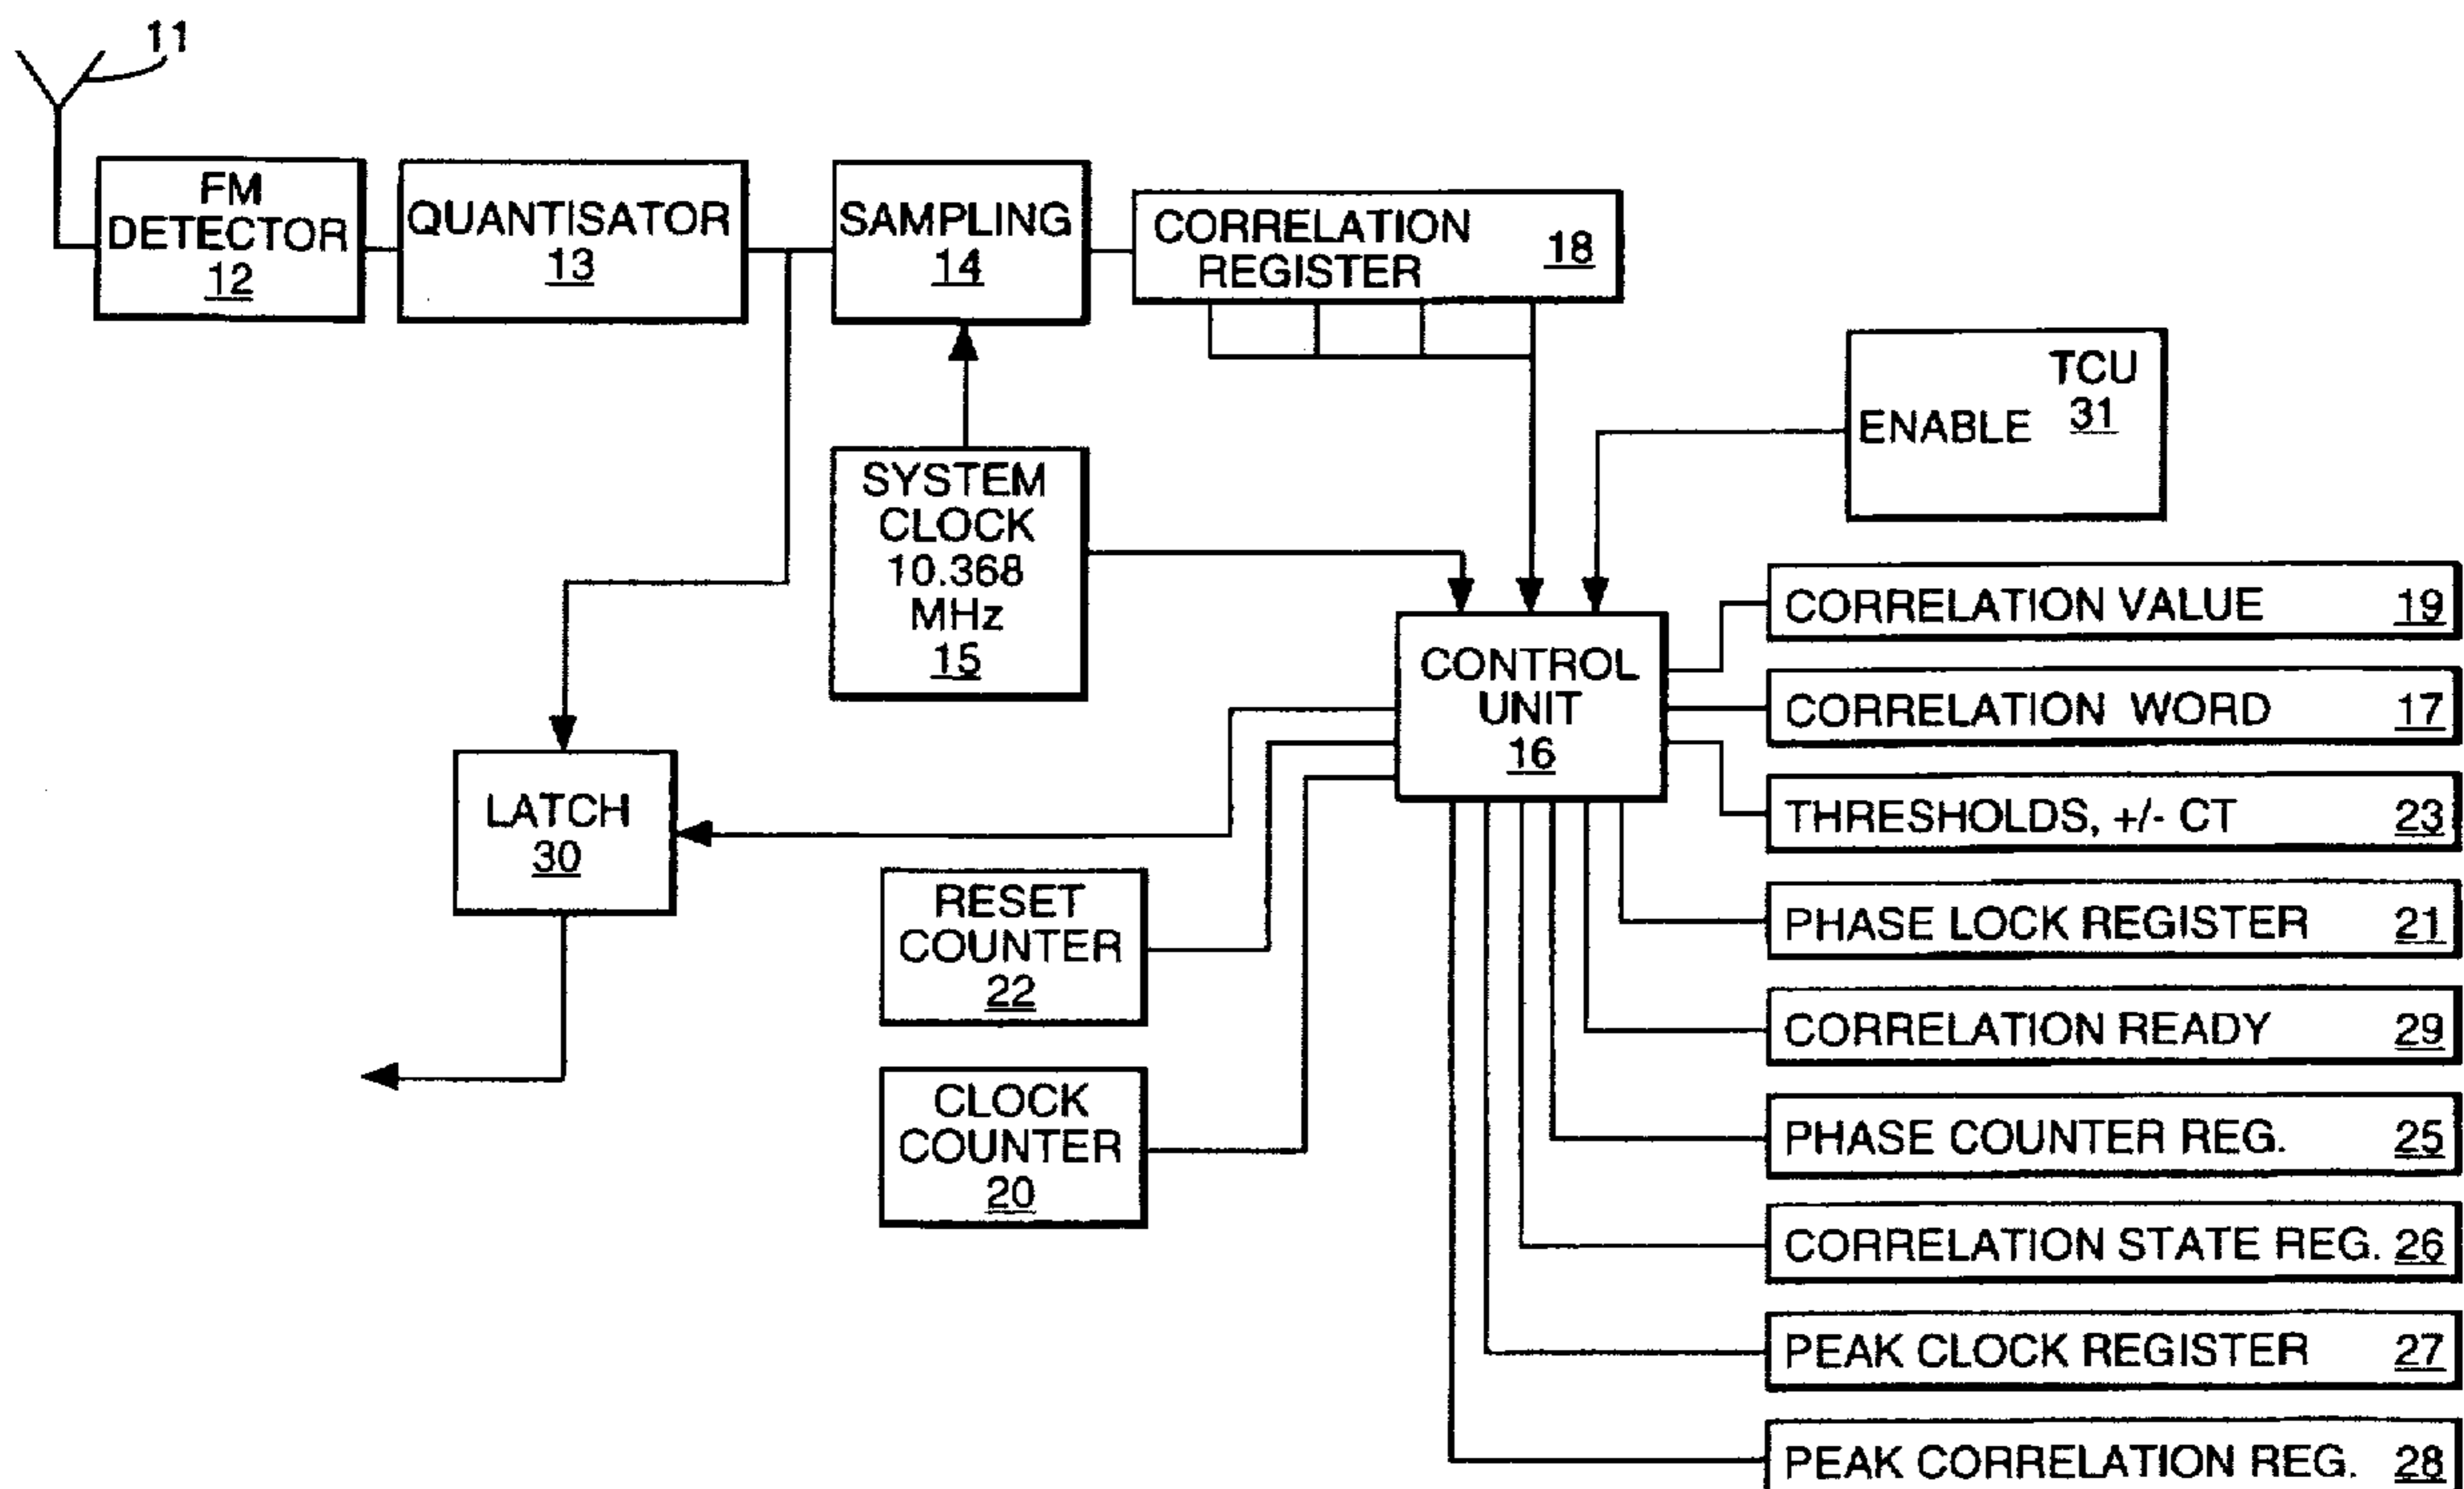 11
FM
DETECTOR
12
QUANTISATOR
13
SAMPLING
14
CORRELATION
REGISTER
18
TCU
31
ENABLE
SYSTEM
CLOCK
10.368
MHz
15
CONTROL
UNIT
16
CORRELATION VALUE 19
CORRELATION WORD 17
THRESHOLDS, +/- CT 23
PHASE LOCK REGISTER 21
CORRELATION READY 29
PHASE COUNTER REG. 25
CORRELATION STATE REG. 26
PEAK CLOCK REGISTER 27
PEAK CORRELATION REG. 28
LATCH
30
RESET
COUNTER
22
CLOCK
COUNTER
20